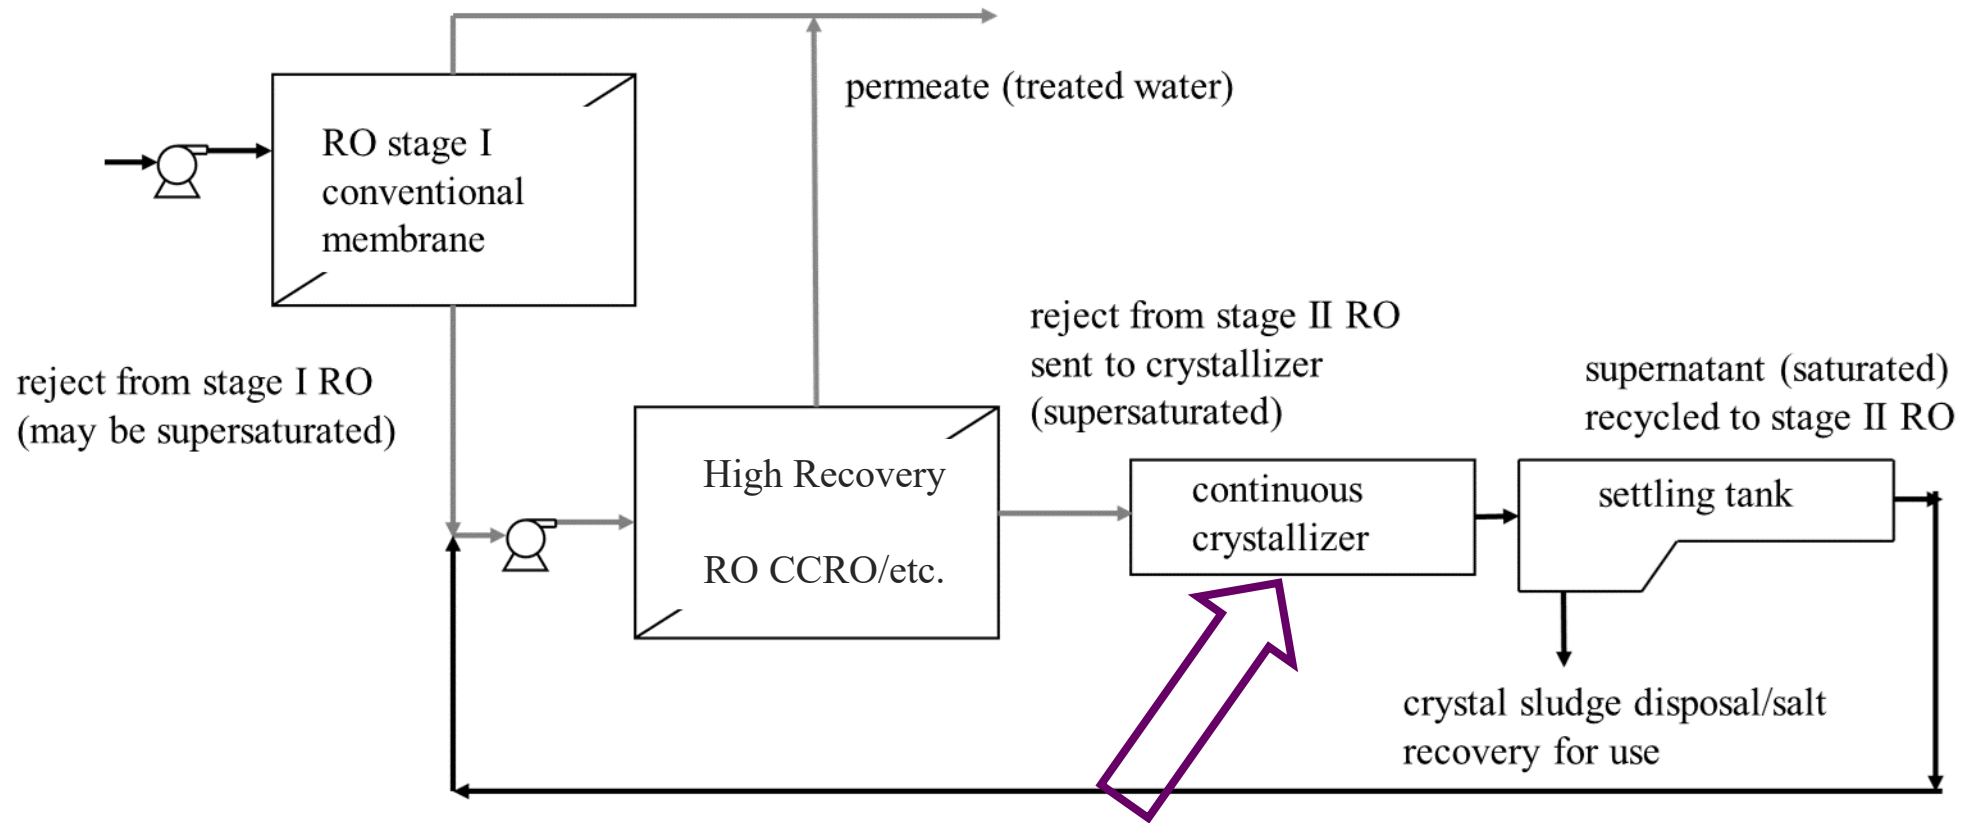 permeate (treated water)
RO stage I
conventional
membrane
reject from stage I RO
(may be supersaturated)
High Recovery
RO CCRO/etc.
reject from stage II RO
sent to crystallizer
(supersaturated)
continuous
crystallizer
supernatant (saturated)
recycled to stage II RO
settling tank
crystal sludge disposal/salt
recovery for use